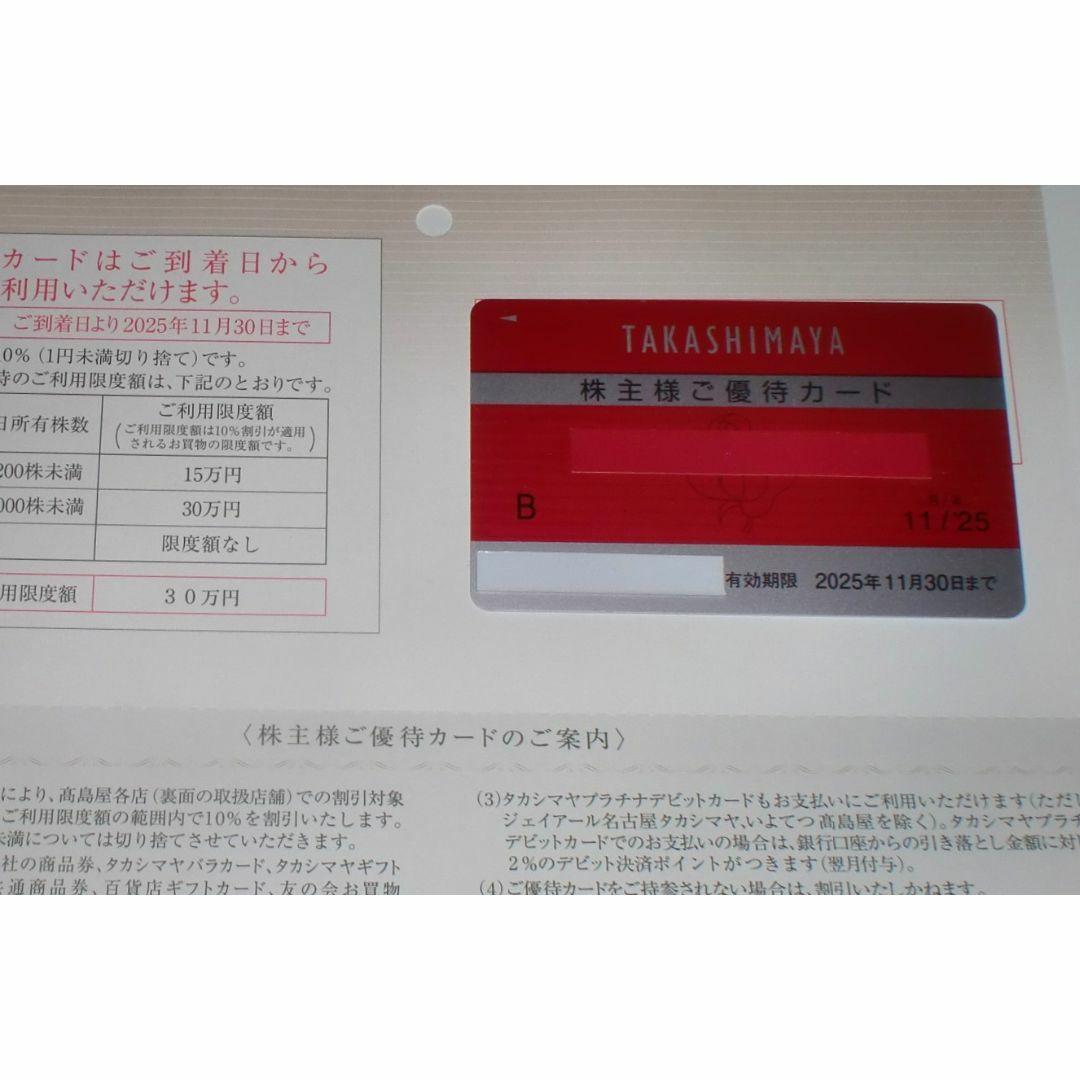 カードはご到着日から
利用いただけます。
ご到着日より2025年11月30日まで
0%(1円未満切り捨て)です。
時のご利用限度額は、下記のとおりです。
日所有株数
ご利用限度額
(ご利用限度額は10%割引が適用
されるお買物の限度額です。)
200株未満
15万円
000株未満
30万円
限度額なし
用限度額
30万円
TAKASHIMAYA
株主様ご優待カード
B
月/年
11/'25
有効期限 2025年11月30日まで
〈株主様ご優待カードのご案内〉
により、髙島屋各店(裏面の取扱店舗)での割引対象
ご利用限度額の範囲内で10%を割引いたします。
未満については切り捨てさせていただきます。
社の商品券、タカシマヤバラカード、タカシマヤギフト
共通商品券、百貨店ギフトカード、友の会お買物
(3)タカシマヤプラチナデビットカードもお支払いにご利用いただけます(ただし
ジェイアール名古屋タカシマヤ、いよてつ髙島屋を除く)。タカシマヤプラチ
デビットカードでのお支払いの場合は、銀行口座からの引き落とし金額に対
2%のデビット決済ポイントがつきます(翌月付与)。
(4)ご優待カードをご持参されない場合は、割引いたしかねます。